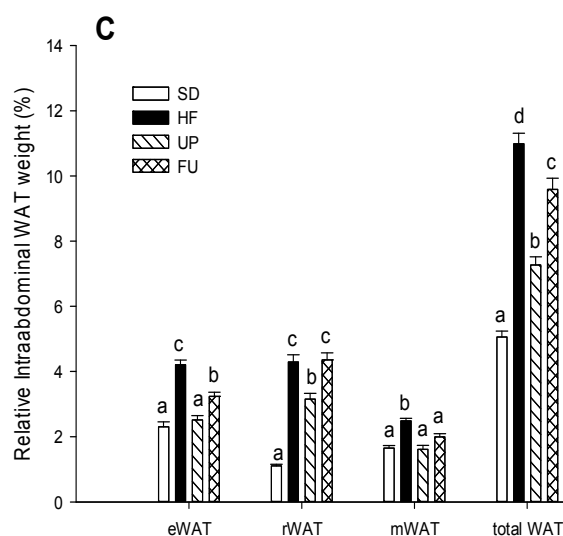 C
Relative Intraabdominal WAT weight (%)
14
12
10
8
6
4
2
0
SD
HF
UP
FU
a c a b
a c b c
a b a a
a d b c
eWAT rWAT mWAT total WAT